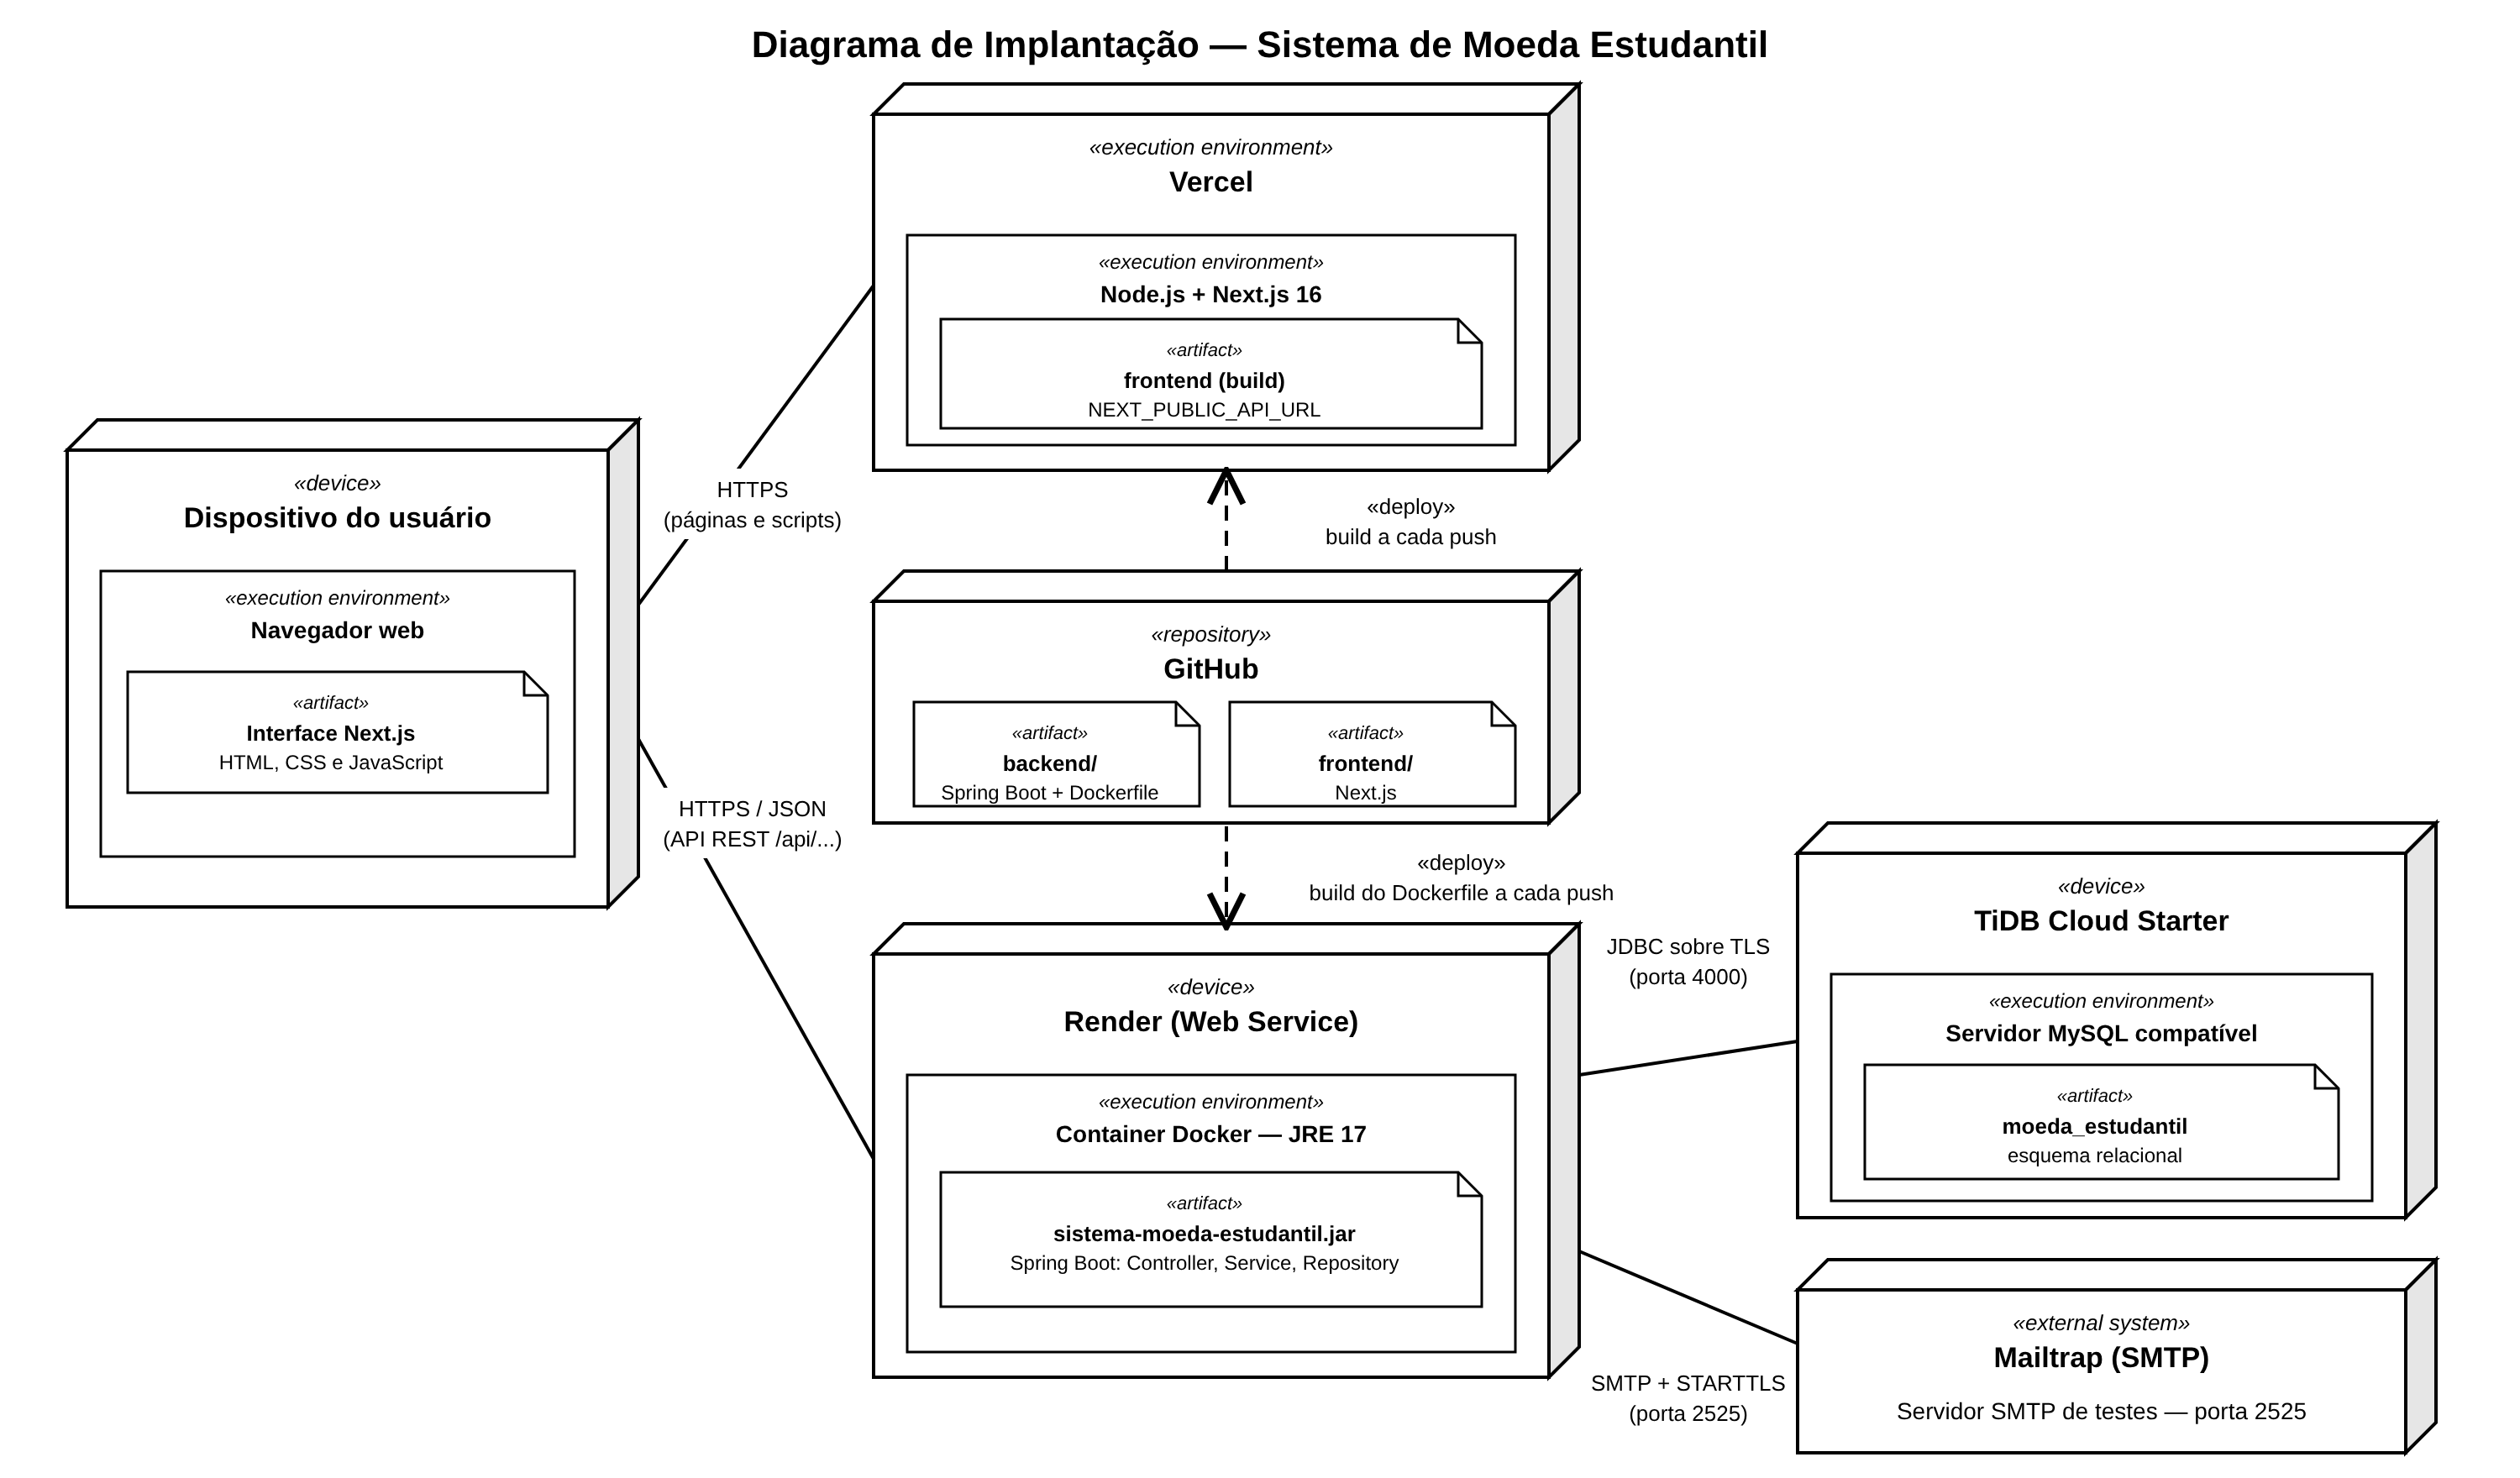 Diagrama de Implantação — Sistema de Moeda Estudantil
«execution environment»
Vercel
«execution environment»
Node.js + Next.js 16
«artifact»
frontend (build)
NEXT_PUBLIC_API_URL
«device»
Dispositivo do usuário
«execution environment»
Navegador web
«artifact»
Interface Next.js
HTML, CSS e JavaScript
HTTPS
(páginas e scripts)
HTTPS / JSON
(API REST /api/...)
«deploy»
build a cada push
«repository»
GitHub
«artifact»
backend/
Spring Boot + Dockerfile
«artifact»
frontend/
Next.js
«deploy»
build do Dockerfile a cada push
«device»
Render (Web Service)
«execution environment»
Container Docker — JRE 17
«artifact»
sistema-moeda-estudantil.jar
Spring Boot: Controller, Service, Repository
JDBC sobre TLS
(porta 4000)
«device»
TiDB Cloud Starter
«execution environment»
Servidor MySQL compatível
«artifact»
moeda_estudantil
esquema relacional
SMTP + STARTTLS
(porta 2525)
«external system»
Mailtrap (SMTP)
Servidor SMTP de testes — porta 2525